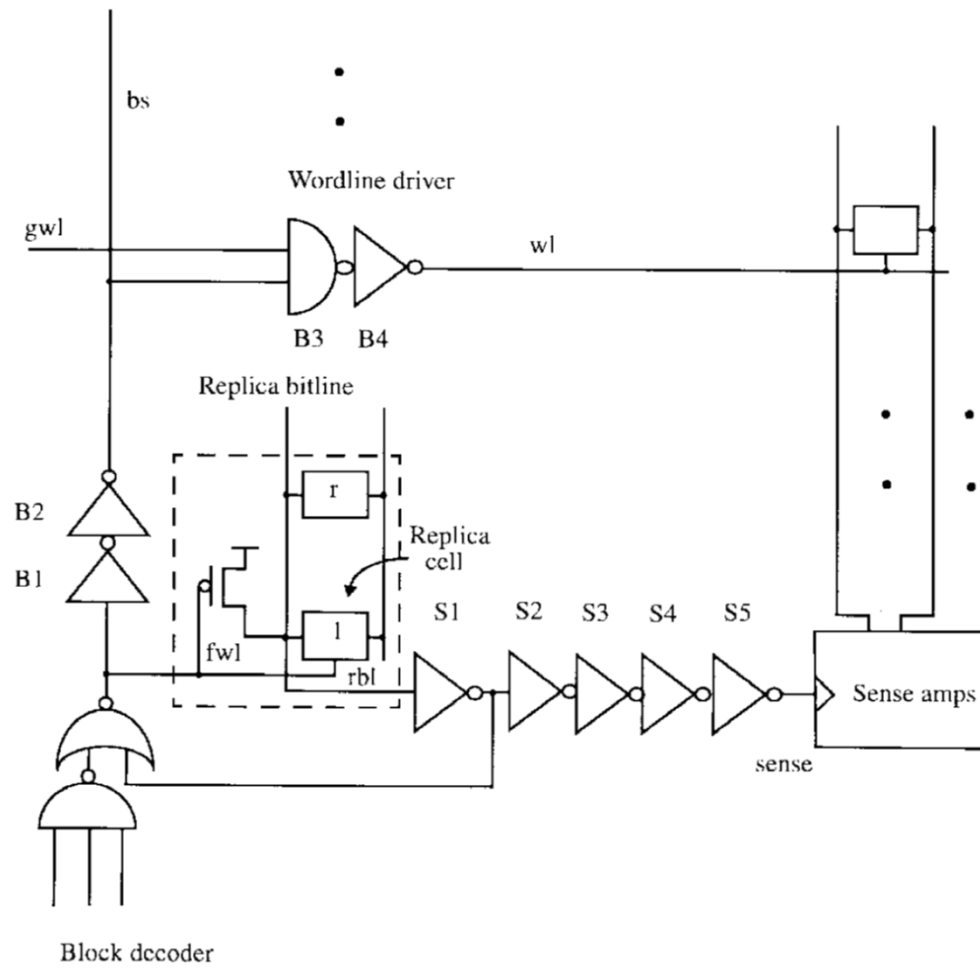 bs
Wordline driver
gwl
wl
B3 B4
Replica bitline
r
B2
Replica
cell
B1
S1 S2 S3 S4 S5
l
fwl
rbl
Sense amps
sense
Block decoder